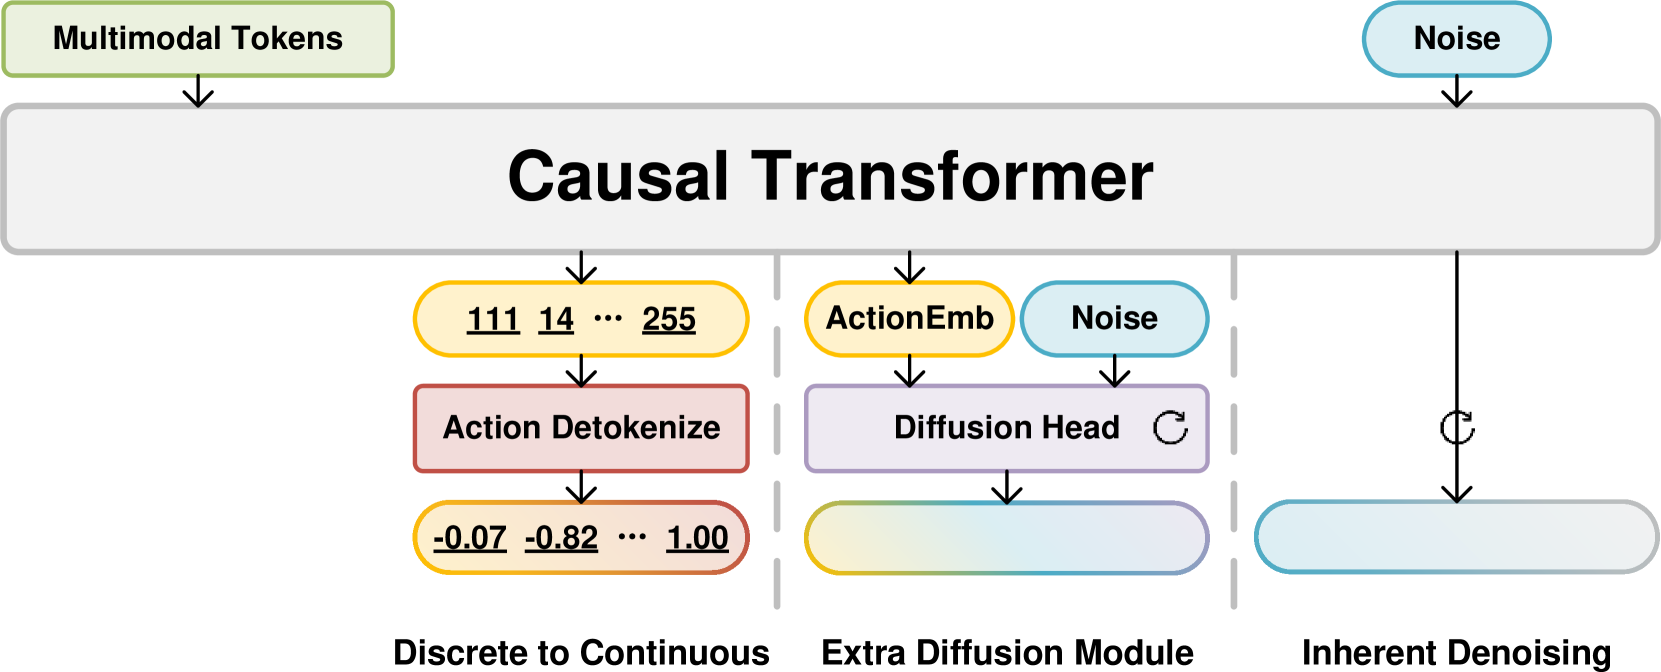 Multimodal Tokens
Noise
Causal Transformer
111 14 ··· 255
ActionEmb
Noise
Action Detokenize
Diffusion Head
-0.07 -0.82 ··· 1.00
Discrete to Continuous
Extra Diffusion Module
Inherent Denoising